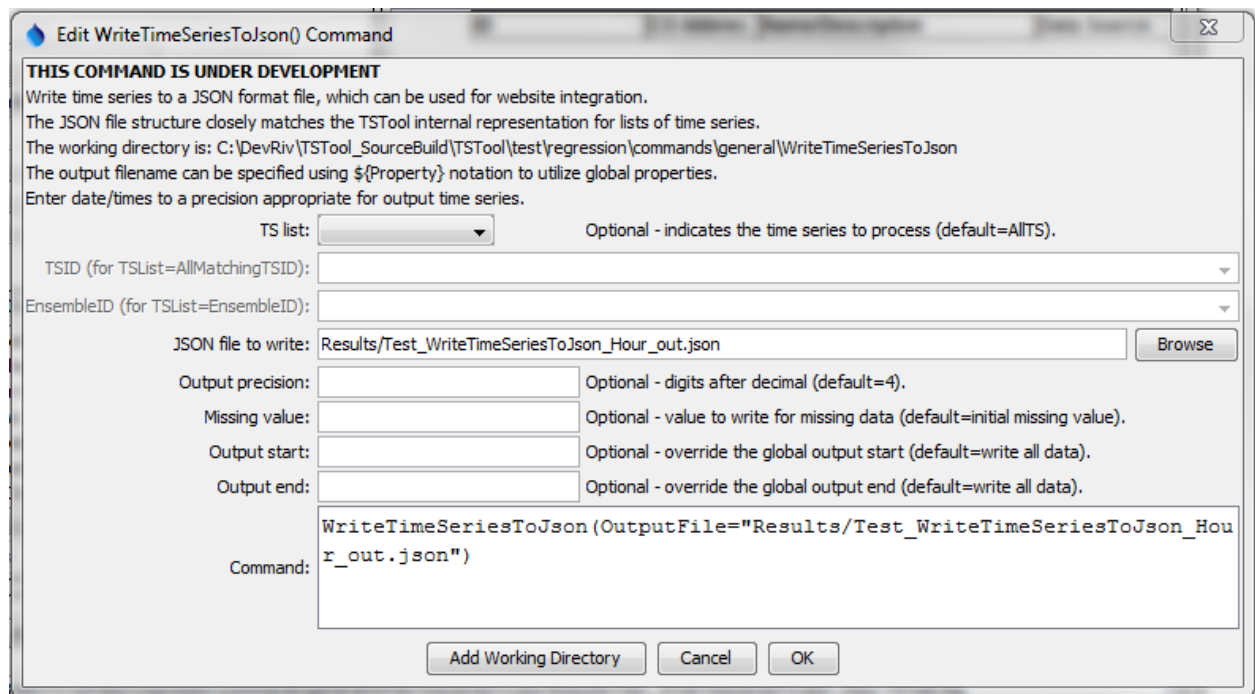 Edit WriteTimeSeriesToJson() Command
THIS COMMAND IS UNDER DEVELOPMENT
Write time series to a JSON format file, which can be used for website integration.
The JSON file structure closely matches the TSTool internal representation for lists of time series.
The working directory is: C:\DevRiv\TSTool_SourceBuild\TSTool\test\regression\commands\general\WriteTimeSeriesToJson
The output filename can be specified using ${Property} notation to utilize global properties.
Enter date/times to a precision appropriate for output time series.
TS list: Optional - indicates the time series to process (default=AllTS).
TSID (for TSList=AllMatchingTSID):
EnsembleID (for TSList=EnsembleID):
JSON file to write: Results/Test_WriteTimeSeriesToJson_Hour_out.json Browse
Output precision: Optional - digits after decimal (default=4).
Missing value: Optional - value to write for missing data (default=initial missing value).
Output start: Optional - override the global output start (default=write all data).
Output end: Optional - override the global output end (default=write all data).
WriteTimeSeriesToJson(OutputFile="Results/Test_WriteTimeSeriesToJson_Hou
r_out.json")
Command:
Add Working Directory Cancel OK